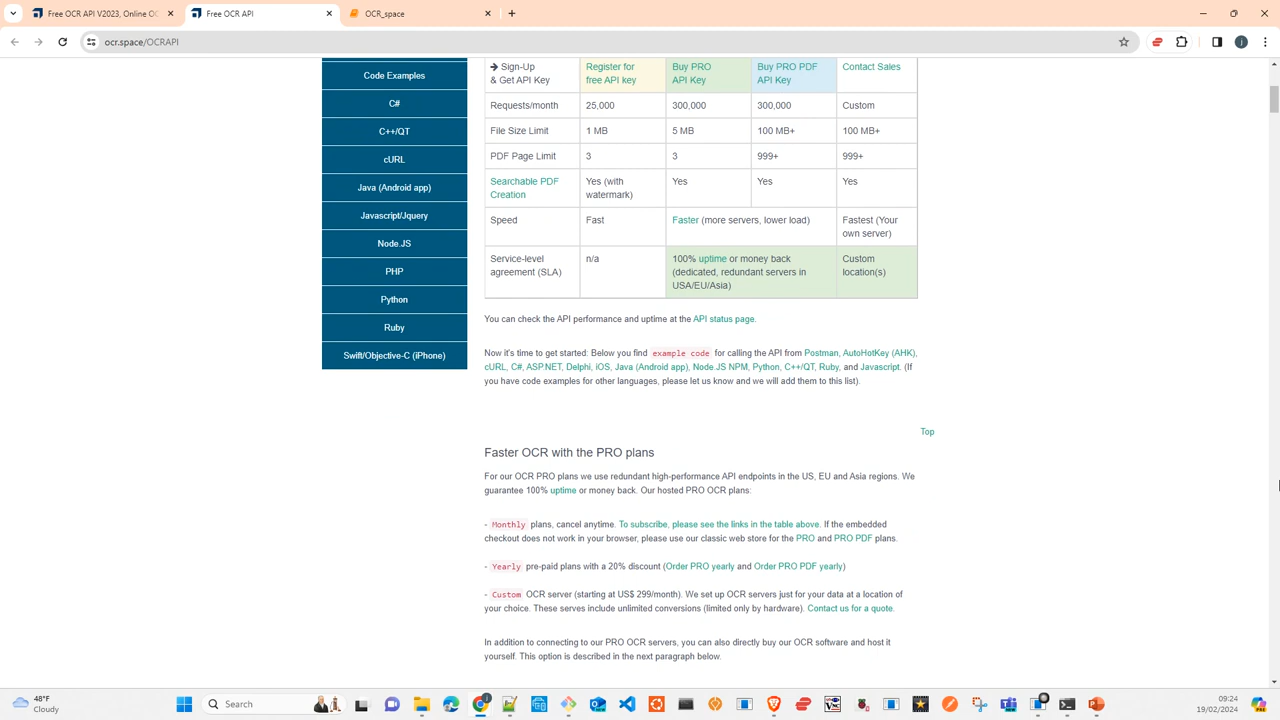 Free OCR API V2023, Online OC
Free OCR API
OCR_space
ocr.space/OCRAPI
Code Examples
C#
C++/QT
cURL
Java (Android app)
Javascript/Jquery
Node.JS
PHP
Python
Ruby
Swift/Objective-C (iPhone)
➔ Sign-Up
& Get API Key
Register for
free API key
Buy PRO
API Key
Buy PRO PDF
API Key
Contact Sales
Requests/month 25,000 300,000 300,000 Custom
File Size Limit 1 MB 5 MB 100 MB+ 100 MB+
PDF Page Limit 3 3 999+ 999+
Searchable PDF
Creation
Yes (with
watermark)
Yes Yes Yes
Speed Fast Faster (more servers, lower load)
Fastest (Your
own server)
Service-level
agreement (SLA)
n/a
100% uptime or money back
(dedicated, redundant servers in
USA/EU/Asia)
Custom
location(s)
You can check the API performance and uptime at the API status page.
Now it's time to get started: Below you find example code for calling the API from Postman, AutoHotKey (AHK),
cURL, C#, ASP.NET, Delphi, iOS, Java (Android app), Node.JS NPM, Python, C++/QT, Ruby, and Javascript. (If
you have code examples for other languages, please let us know and we will add them to this list).
Top
Faster OCR with the PRO plans
For our OCR PRO plans we use redundant high-performance API endpoints in the US, EU and Asia regions. We
guarantee 100% uptime or money back. Our hosted PRO OCR plans:
- Monthly plans, cancel anytime. To subscribe, please see the links in the table above. If the embedded
checkout does not work in your browser, please use our classic web store for the PRO and PRO PDF plans.
- Yearly pre-paid plans with a 20% discount (Order PRO yearly and Order PRO PDF yearly)
- Custom OCR server (starting at US$ 299/month). We set up OCR servers just for your data at a location of
your choice. These serves include unlimited conversions (limited only by hardware). Contact us for a quote.
In addition to connecting to our PRO OCR servers, you can also directly buy our OCR software and host it
yourself. This option is described in the next paragraph below.
48°F
Cloudy
Search
09:24
19/02/2024